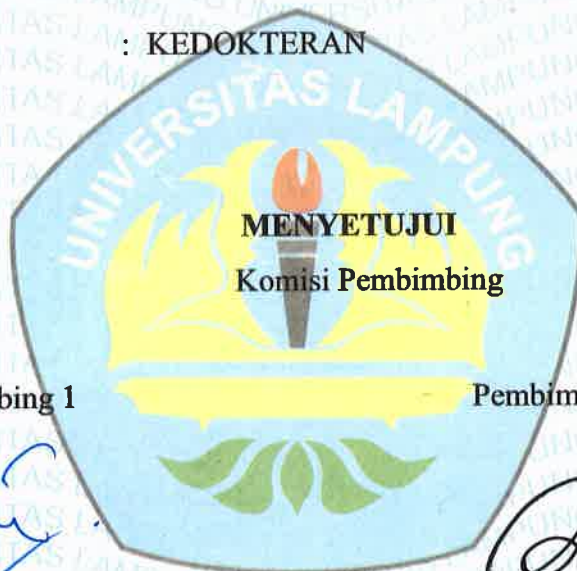 : KEDOKTERAN
UNIVERSITAS LAMPUNG
MENYETUJUI
Komisi Pembimbing
bing 1
Pembim